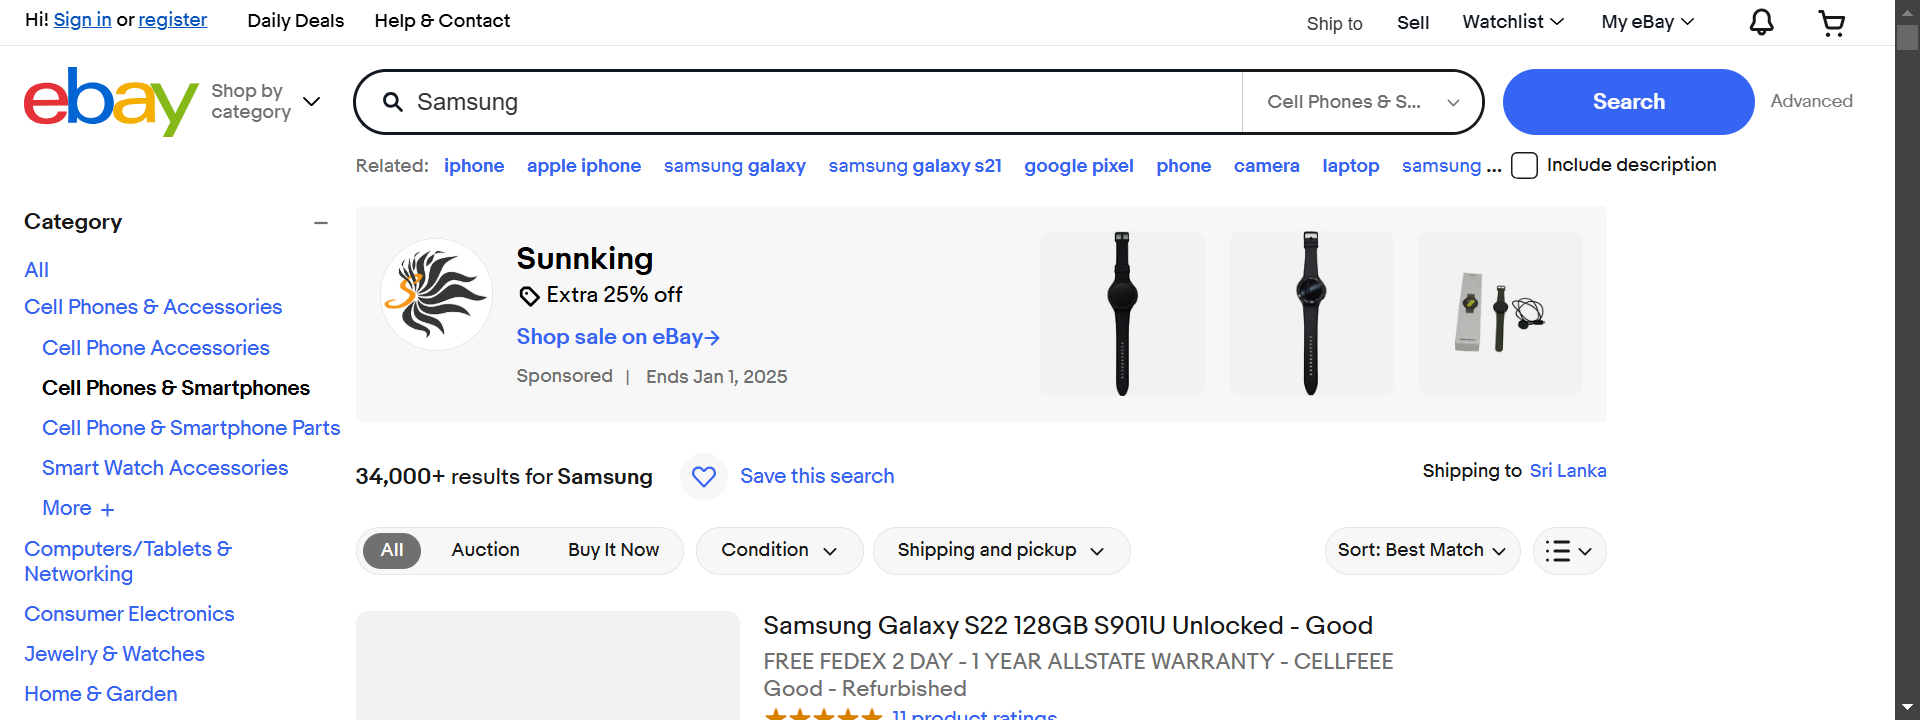 Hi! Sign in or register Daily Deals Help & Contact Ship to Sell Watchlist My eBay
ebay Shop by category Samsung Cell Phones & S... Search Advanced
Related: iphone apple iphone samsung galaxy samsung galaxy s21 google pixel phone camera laptop samsung ... Include description
Category
All
Cell Phones & Accessories
Cell Phone Accessories
Cell Phones & Smartphones
Cell Phone & Smartphone Parts
Smart Watch Accessories
More +
Computers/Tablets &
Networking
Consumer Electronics
Jewelry & Watches
Home & Garden
Sunnking
Extra 25% off
Shop sale on eBay→
Sponsored | Ends Jan 1, 2025
34,000+ results for Samsung Save this search Shipping to Sri Lanka
All Auction Buy It Now Condition Shipping and pickup Sort: Best Match
Samsung Galaxy S22 128GB S901U Unlocked - Good
FREE FEDEX 2 DAY - 1 YEAR ALLSTATE WARRANTY - CELLFEEE
Good - Refurbished
11 product ratings